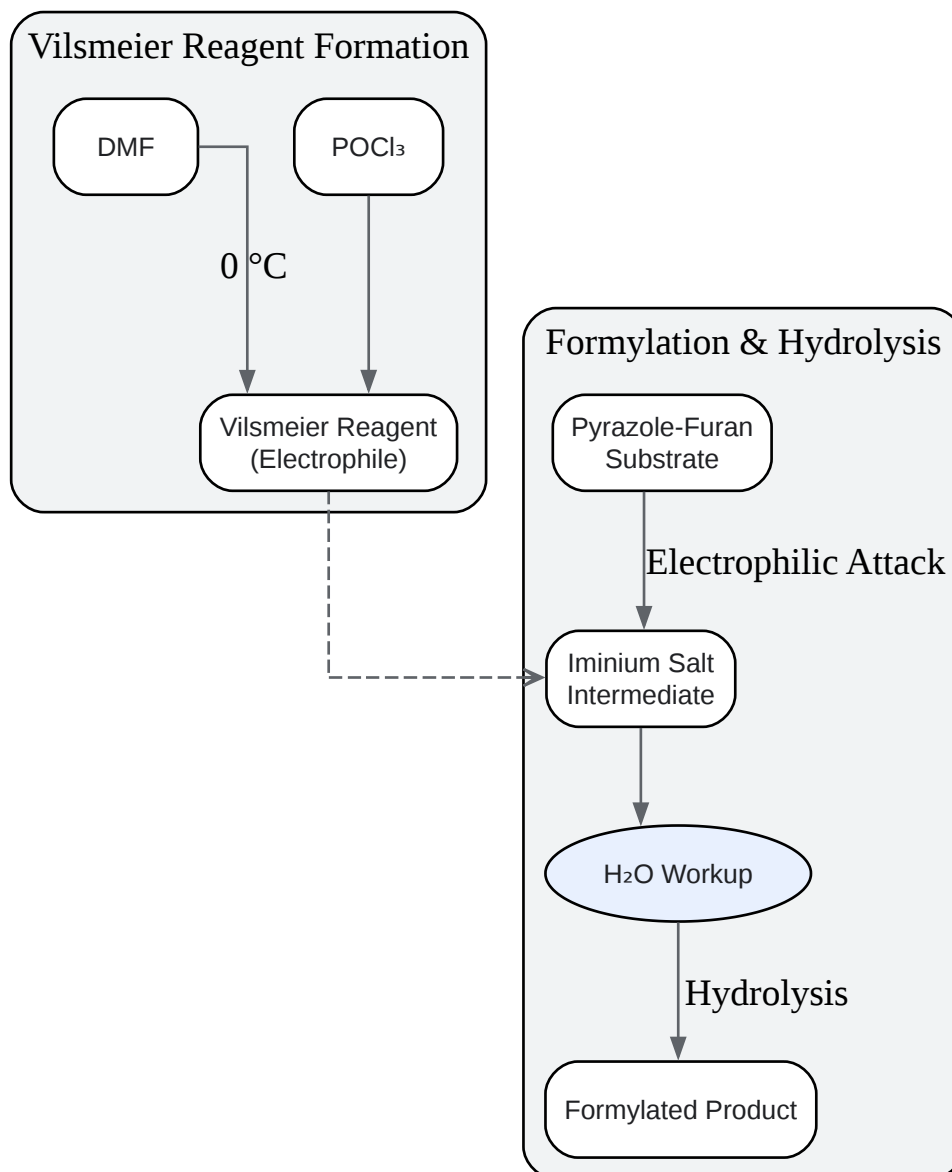 Vilsmeier Reagent Formation
DMF
POCl₃
0 °C
Vilsmeier Reagent
(Electrophile)
Formylation & Hydrolysis
Pyrazole-Furan
Substrate
Electrophilic Attack
Iminium Salt
Intermediate
H₂O Workup
Hydrolysis
Formylated Product